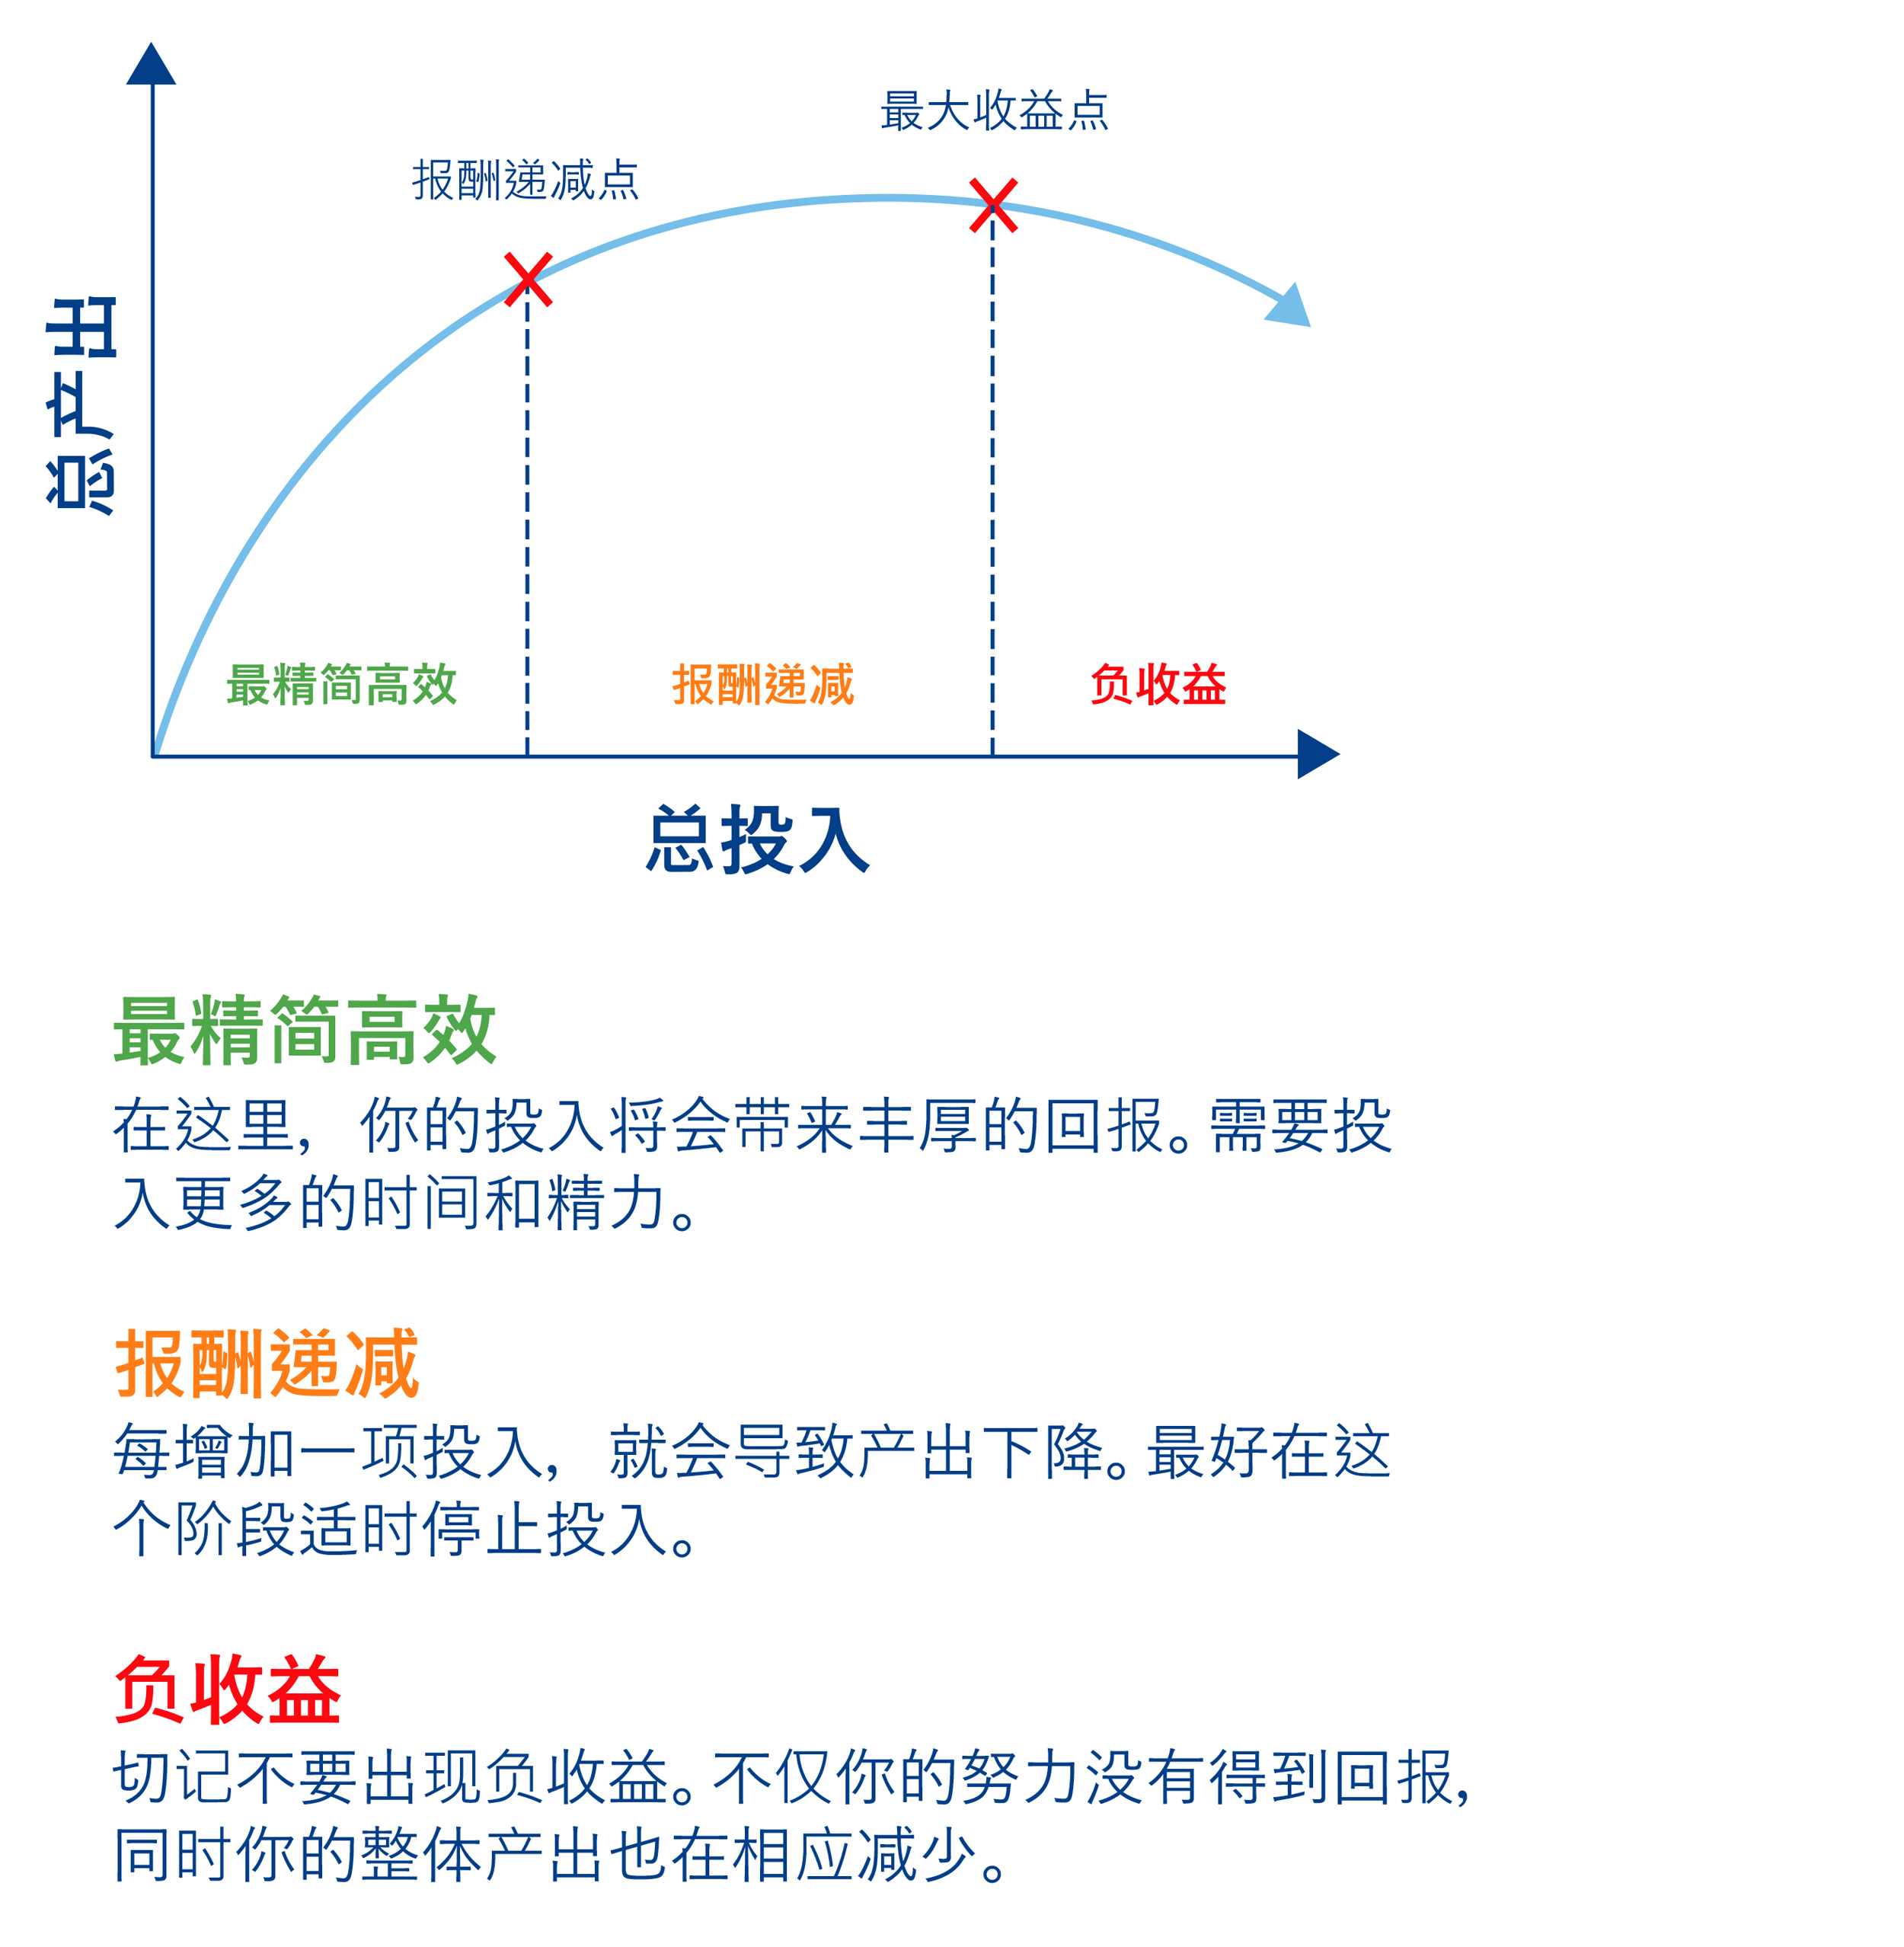 最大收益点
报酬递减点
总产出
最精简高效
报酬递减
负收益
总投入
最精简高效
在这里，你的投入将会带来丰厚的回报。需要投
入更多的时间和精力。
报酬递减
每增加一项投入，就会导致产出下降。最好在这
个阶段适时停止投入。
负收益
切记不要出现负收益。不仅你的努力没有得到回报，
同时你的整体产出也在相应减少。